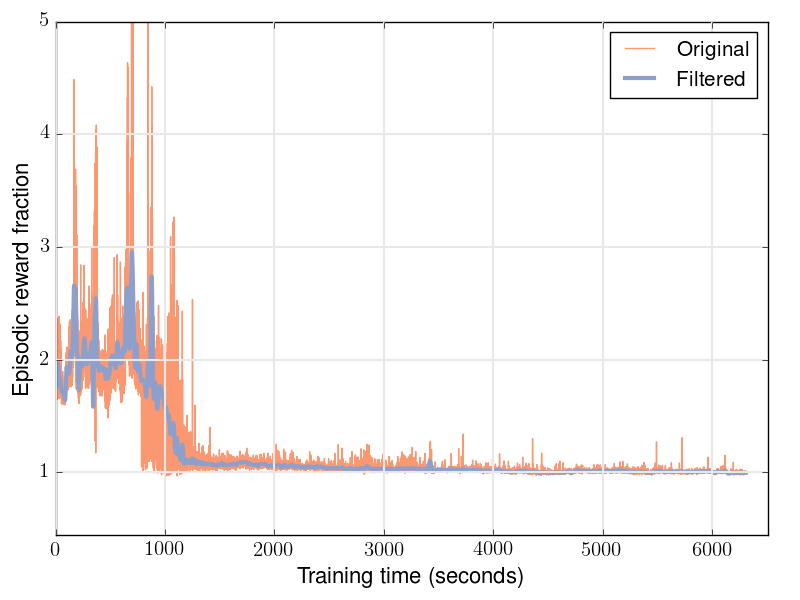 5
Original
Filtered
4
3
2
1
0 1000 2000 3000 4000 5000 6000
Episodic reward fraction
Training time (seconds)